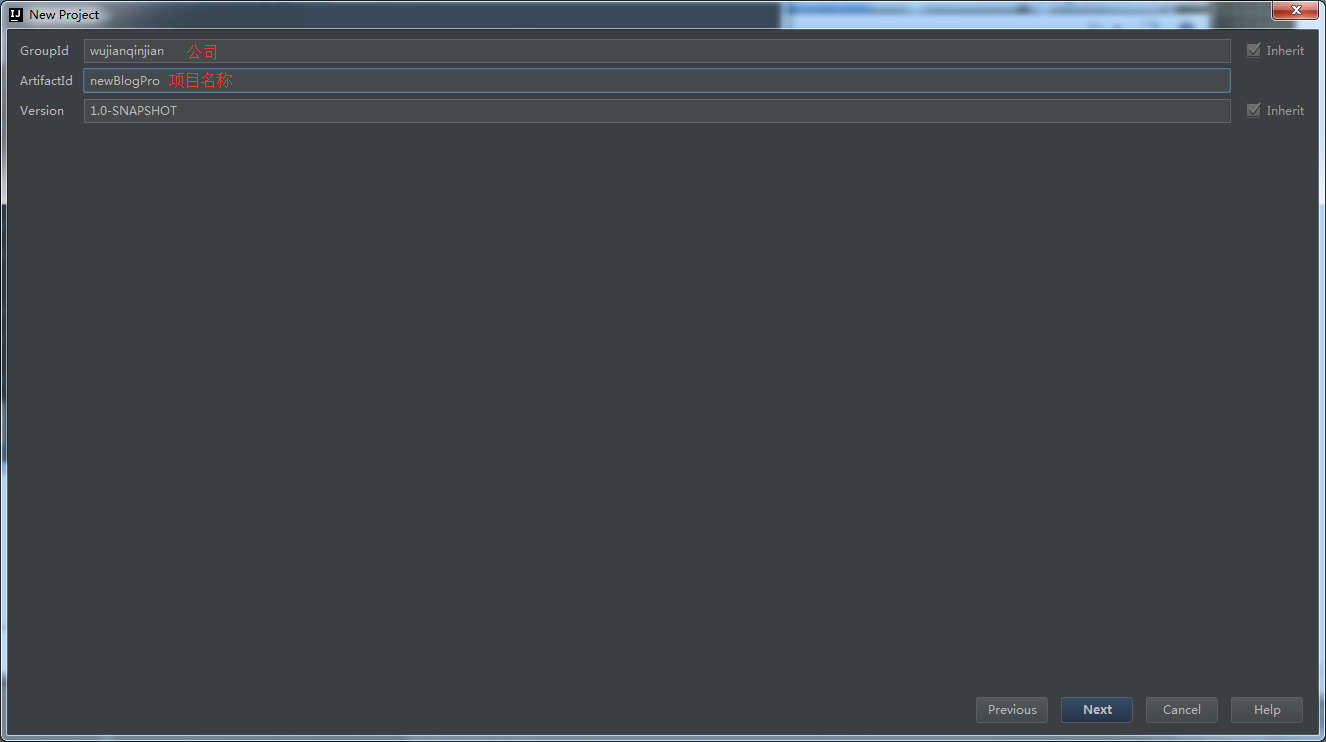 IJ New Project
GroupId wujianqinjian 公司 Inherit
ArtifactId newBlogPro 项目名称
Version 1.0-SNAPSHOT Inherit
Previous Next Cancel Help